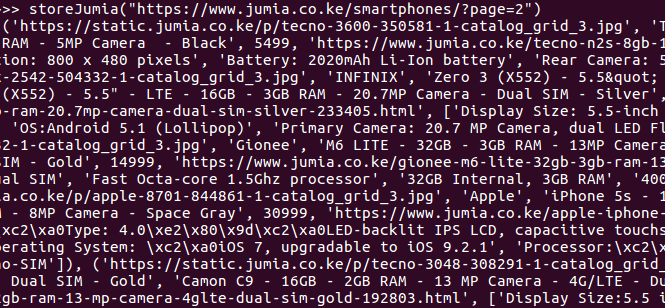 >>> storeJumia("https://www.jumia.co.ke/smartphones/?page=2")
[('https://static.jumia.co.ke/p/tecno-3600-350581-1-catalog_grid_3.jpg', 'T
RAM - 5MP Camera  - Black', 5499, 'https://www.jumia.co.ke/tecno-n2s-8gb-1
tion: 800 x 480 pixels', 'Battery: 2020mAh Li-Ion battery', 'Rear Camera: 5
x-2542-504332-1-catalog_grid_3.jpg', 'INFINIX', 'Zero 3 (X552) - 5.5&quot;
(X552) - 5.5" - LTE - 16GB - 3GB RAM - 20.7MP Camera - Dual SIM - Silver',
b-ram-20.7mp-camera-dual-sim-silver-233405.html', ['Display Size: 5.5-inch
 'OS:Android 5.1 (Lollipop)', 'Primary Camera: 20.7 MP Camera, dual LED Fl
32-1-catalog_grid_3.jpg', 'Gionee', 'M6 LITE - 32GB - 3GB RAM - 13MP Camera
SIM - Gold', 14999, 'https://www.jumia.co.ke/gionee-m6-lite-32gb-3gb-ram-13
ual SIM', 'Fast Octa-core 1.5Ghz processor', '32GB Internal, 3GB RAM', '400
ia.co.ke/p/apple-8701-844861-1-catalog_grid_3.jpg', 'Apple', 'iPhone 5s - 1
M - 8MP Camera - Space Gray', 30999, 'https://www.jumia.co.ke/apple-iphone-
\xc2\xa0Type: 4.0\xe2\x80\x9d\xc2\xa0LED-backlit IPS LCD, capacitive touchs
perating System: \xc2\xa0iOS 7, upgradable to iOS 9.2.1', 'Processor:\xc2\x
no-SIM']), ('https://static.jumia.co.ke/p/tecno-3048-308291-1-catalog_grid_
 Dual SIM - Gold', 'Camon C9 - 16GB - 2GB RAM - 13 MP Camera - 4G/LTE - Du
gb-ram-13-mp-camera-4glte-dual-sim-gold-192803.html', ['Display Size:5.5